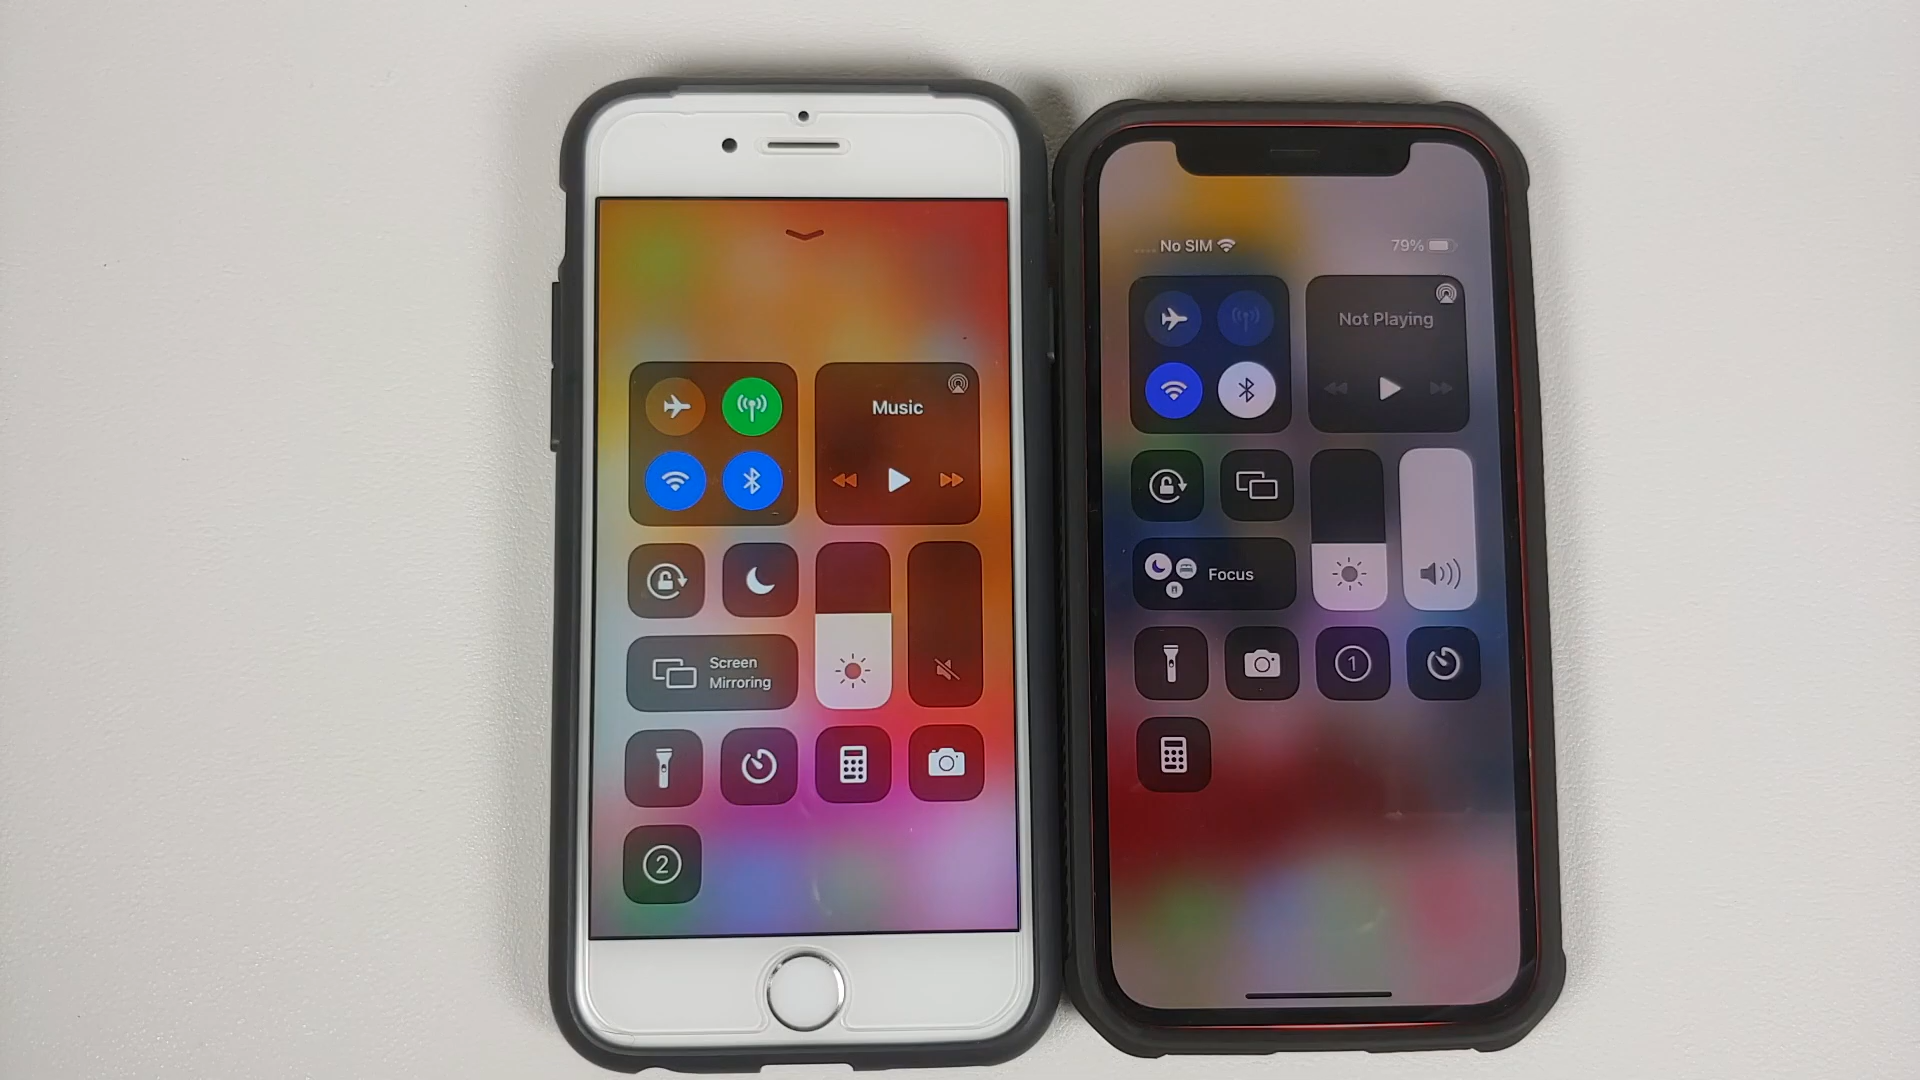 Music
Screen
Mirroring
2
No SIM
79%
Not Playing
Focus
1